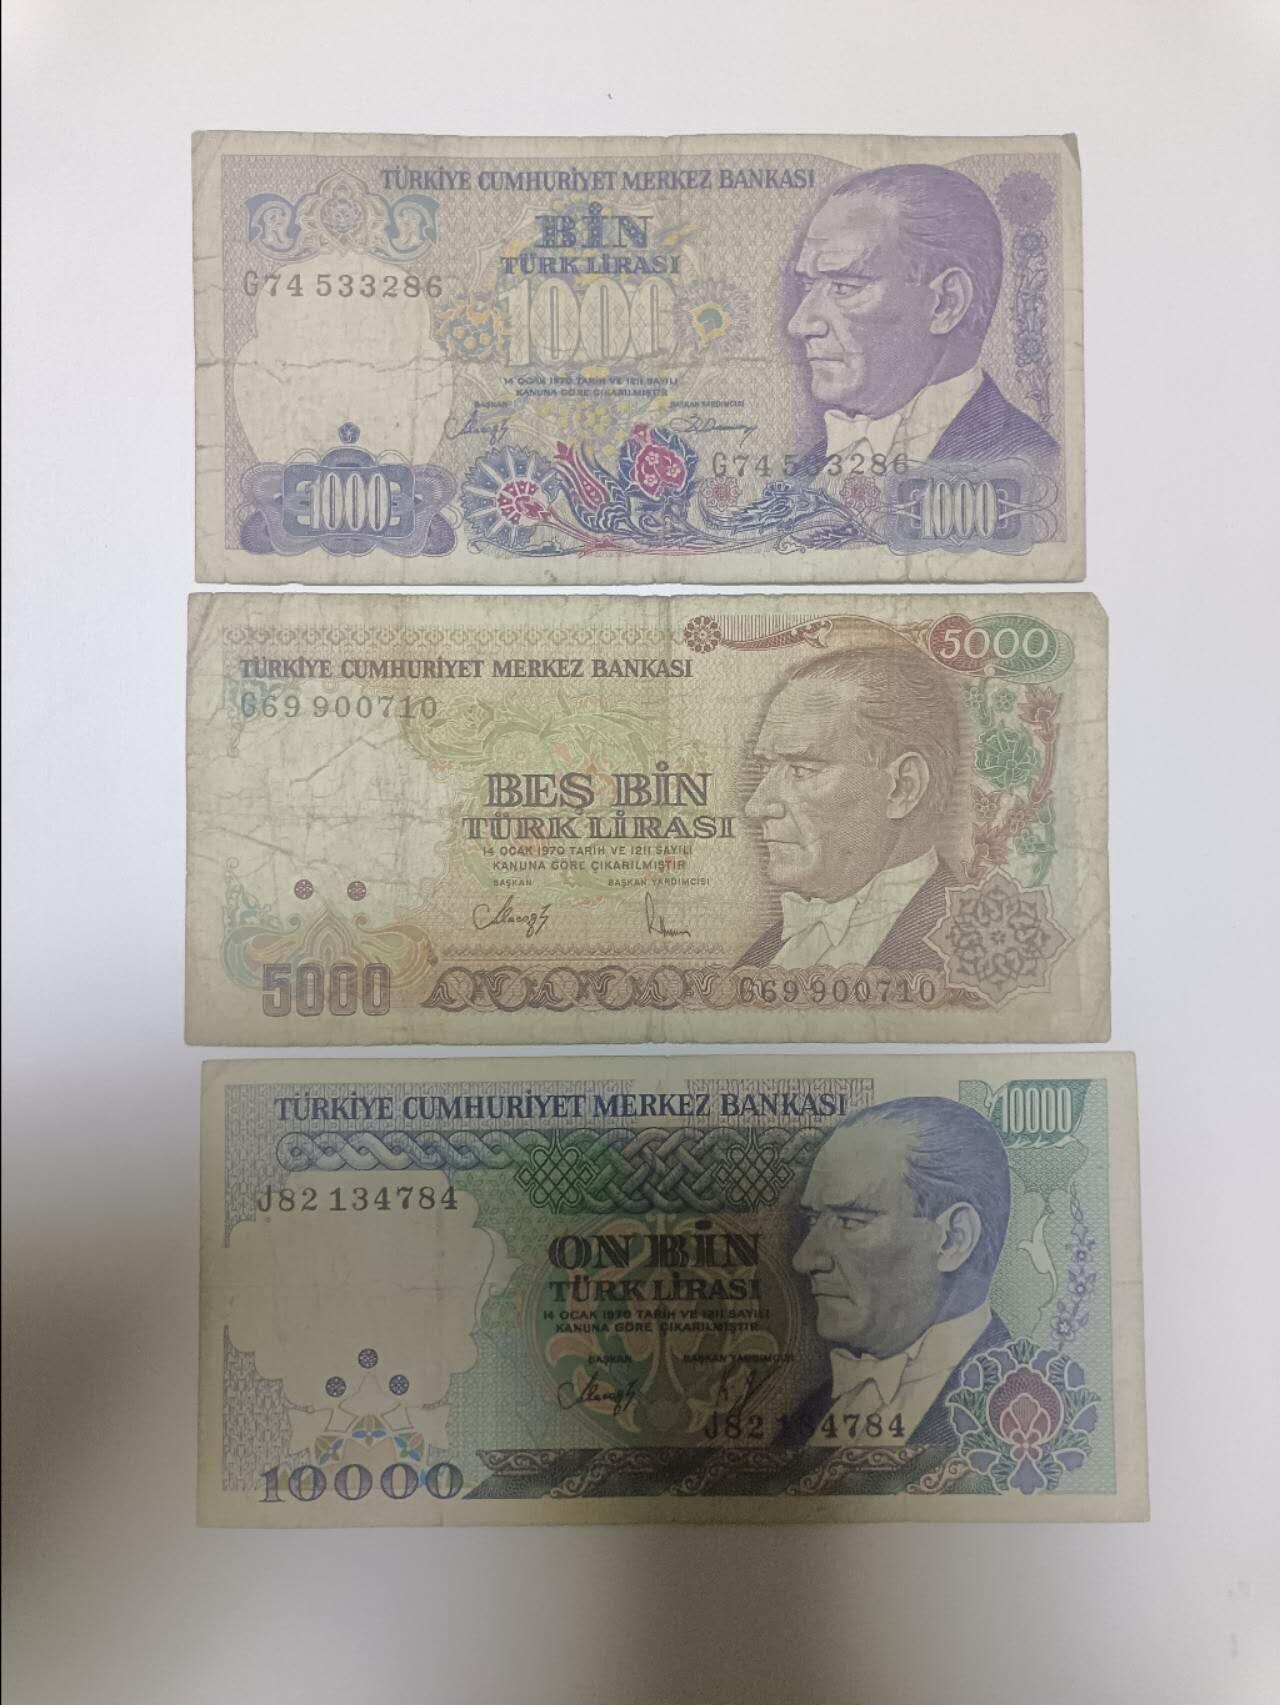 TÜRKİYE CUMHURİYET MERKEZ BANKASI
BİN
TÜRK LİRASI
G74 533286
1000
14 OCAK 1970 TARİH VE 1211 SAYILI
KANUNA GÖRE ÇIKARILMIŞTIR
BAŞKAN BAŞKAN YARDIMCISI
G74 533286
1000 1000
5000
TÜRKİYE CUMHURİYET MERKEZ BANKASI
G69 900710
BEŞ BİN
TÜRK LİRASI
14 OCAK 1970 TARİH VE 1211 SAYILI
KANUNA GÖRE ÇIKARILMIŞTIR
BAŞKAN BAŞKAN YARDIMCISI
5000 G69 900710
TÜRKİYE CUMHURİYET MERKEZ BANKASI 10000
J82 134784
ON BİN
TÜRK LİRASI
14 OCAK 1970 TARİH VE 1211 SAYILI
KANUNA GÖRE ÇIKARILMIŞTIR
BAŞKAN BAŞKAN YARDIMCISI
J82 134784
10000